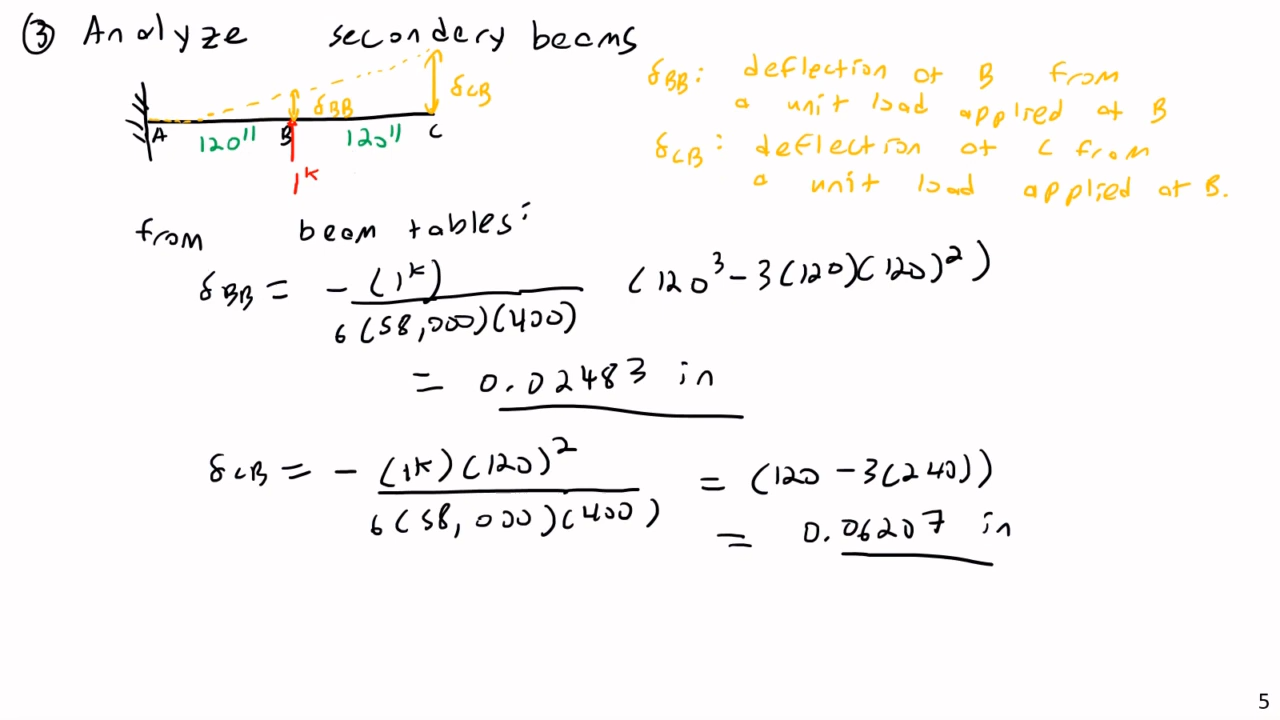 ③ Analyze secondary beams
δBB: deflection at B from
a unit load applied at B
δCB: deflection at C from
a unit load applied at B.
δCB
δBB
A 120" B 120" C
1ᴷ
from beam tables:
δBB = - (1ᴷ) / 6(58,000)(400) (120³ - 3(120)(120)²)
= 0.02483 in
δCB = - (1ᴷ)(120)² / 6(58,000)(400) = (120 - 3(240))
= 0.06207 in
5